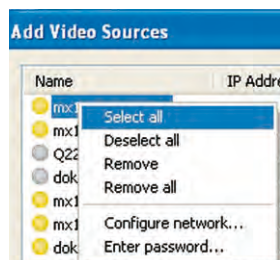 Add Video Sources
Name IP Addre
mx1
Select all
mx1
Deselect all
Q22
Remove
dok
Remove all
mx1
mx1
Configure network...
dok
Enter password...